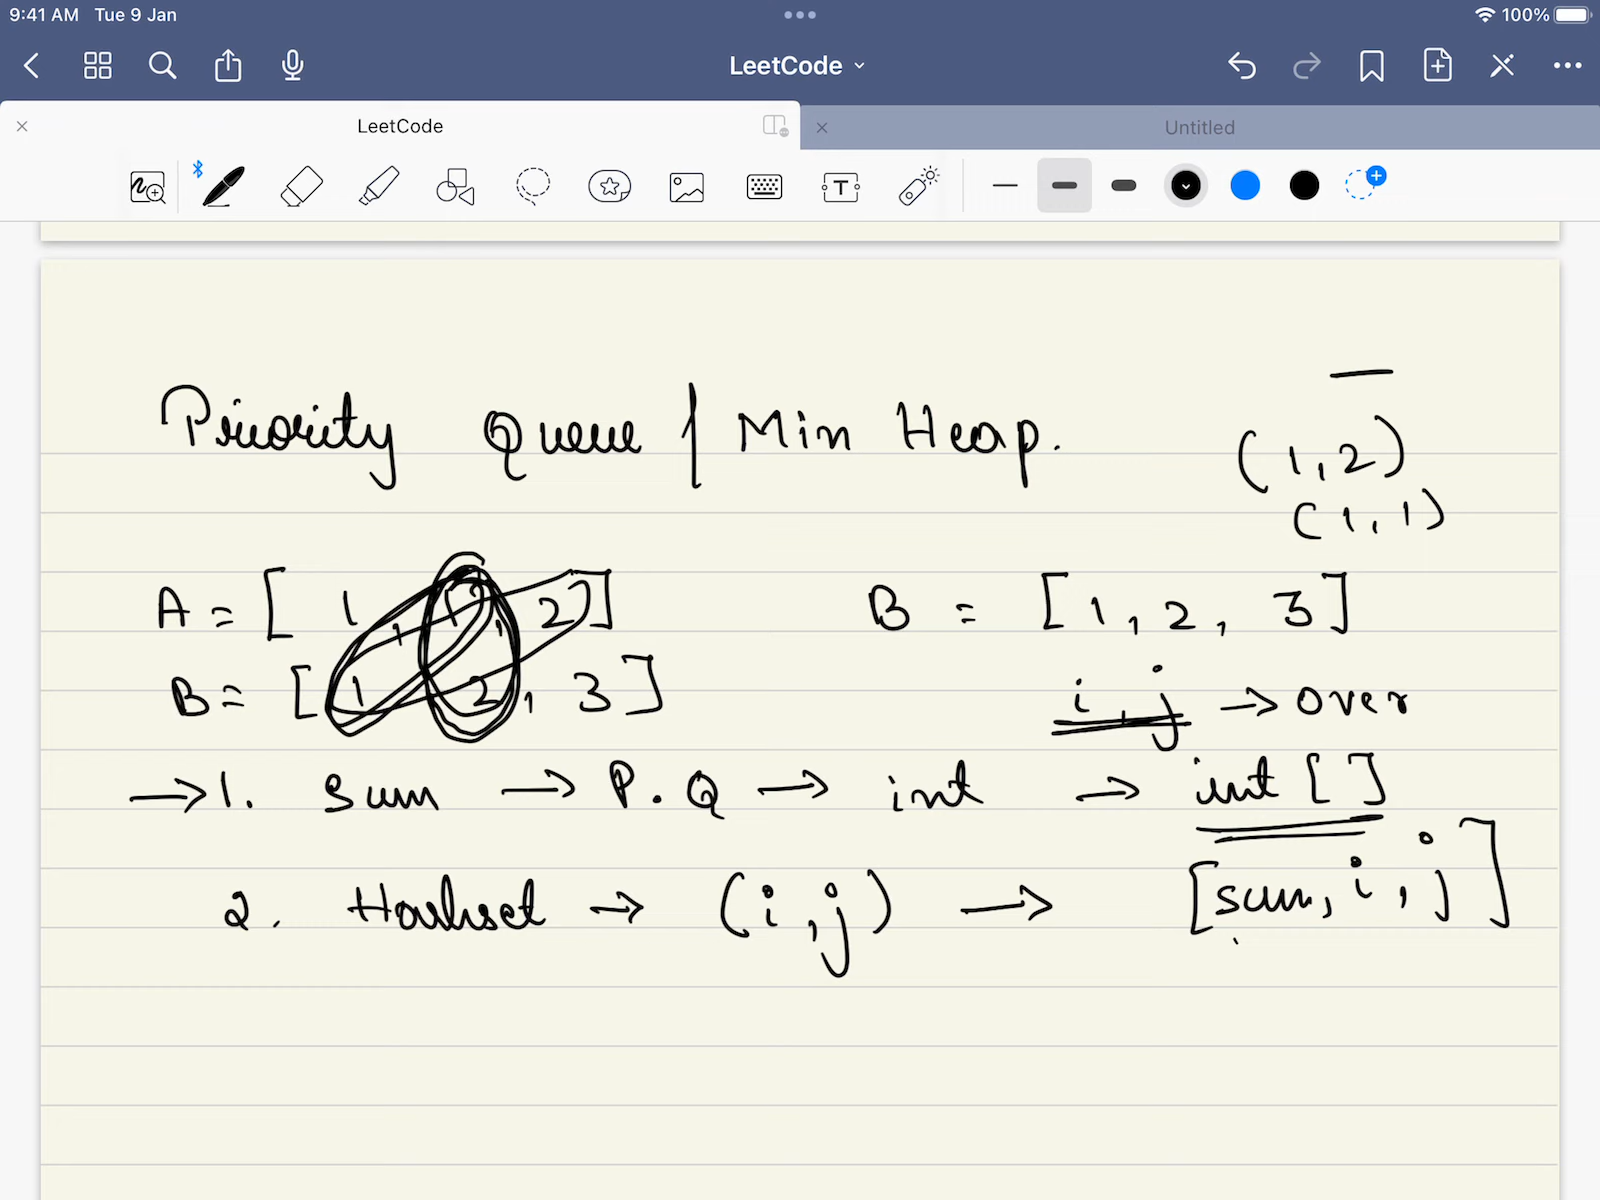 9:41 AM Tue 9 Jan 100%
LeetCode
LeetCode Untitled
T
Priority Queue / Min Heap.
(1,2)
(1,1)
A = [ 1, 1, 2] B = [1, 2, 3]
B = [1 2, 3] i, j → over
→ 1. Sum → P.Q → int → int []
2. Hashset → (i, j) → [sum, i, j]